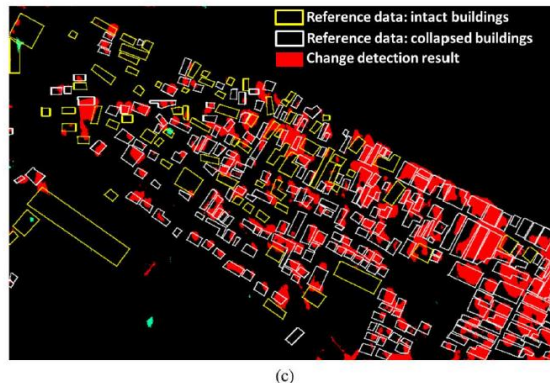 Reference data: intact buildings
Reference data: collapsed buildings
Change detection result
(c)